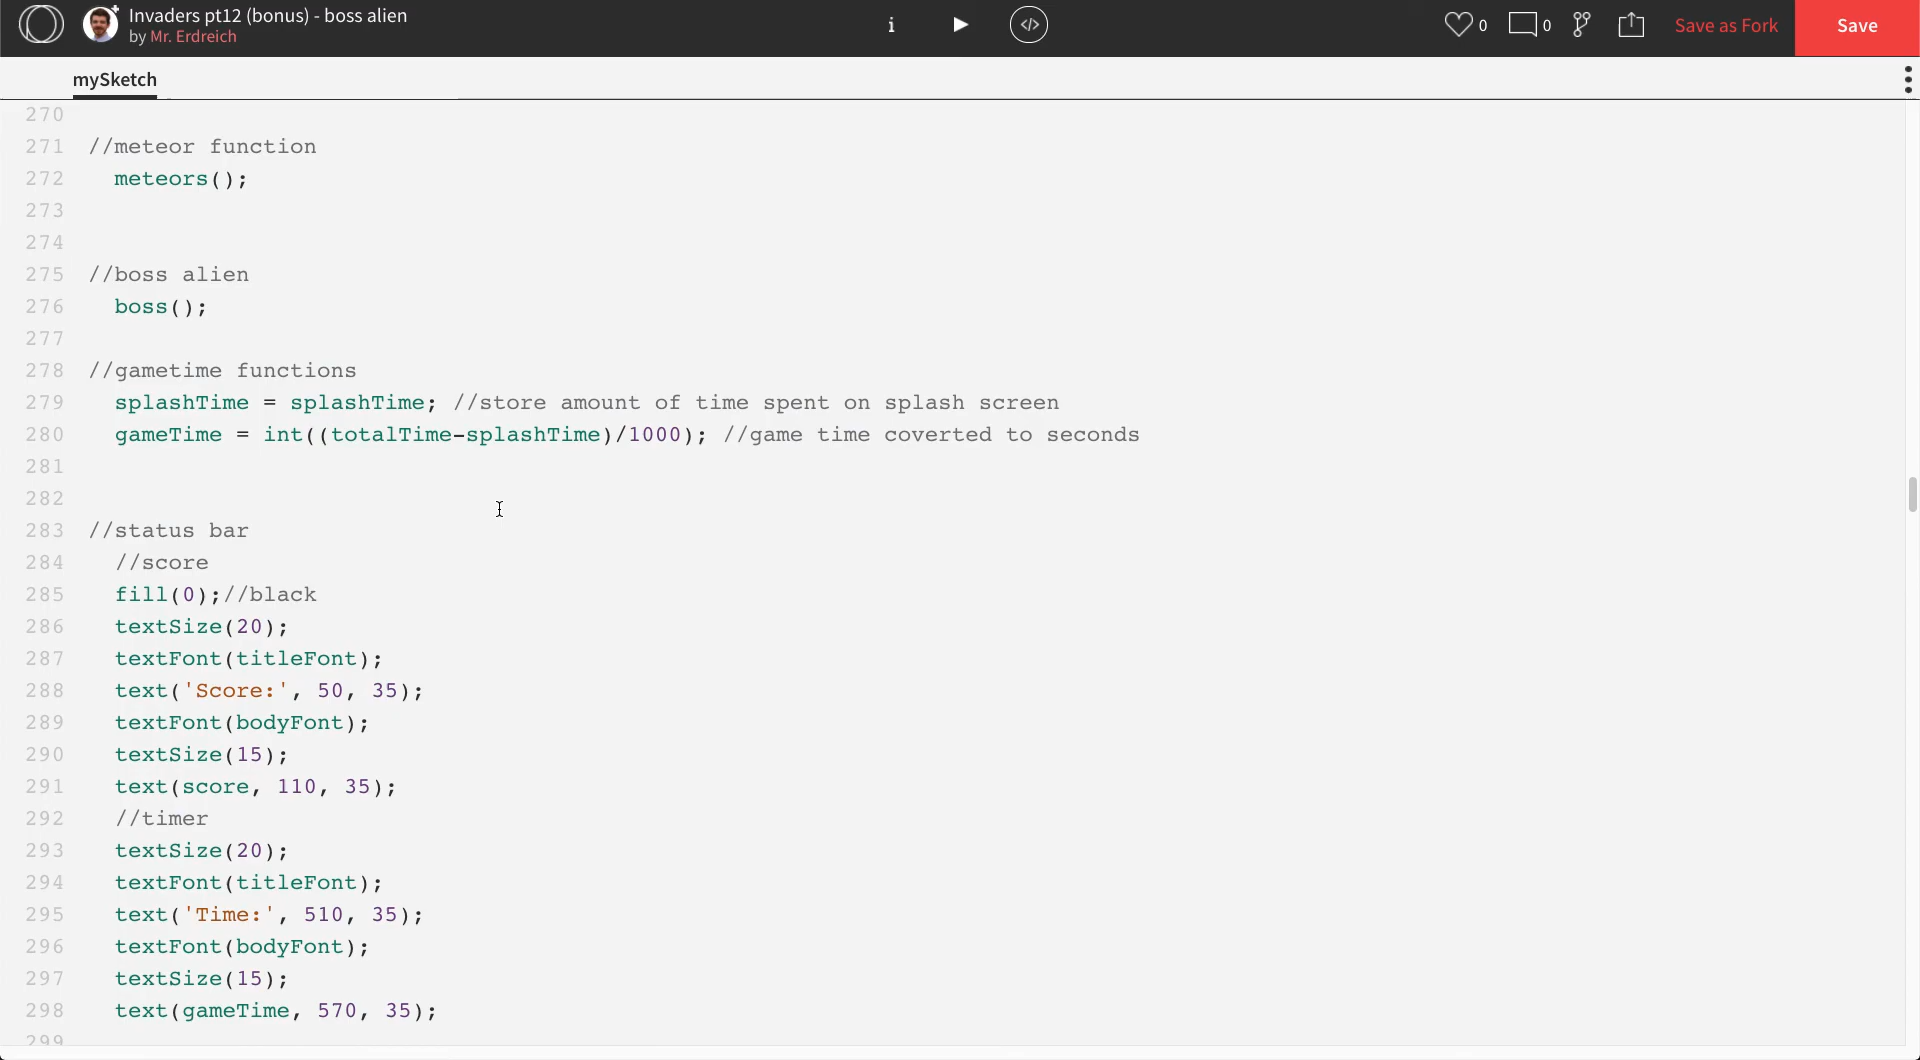 Invaders pt12 (bonus) - boss alien
by Mr. Erdreich
i
</>
0
0
Save as Fork
Save
mySketch
270
271 //meteor function
272 meteors();
273
274
275 //boss alien
276 boss();
277
278 //gametime functions
279 splashTime = splashTime; //store amount of time spent on splash screen
280 gameTime = int((totalTime-splashTime)/1000); //game time coverted to seconds
281
282
283 //status bar
284 //score
285 fill(0);//black
286 textSize(20);
287 textFont(titleFont);
288 text('Score:', 50, 35);
289 textFont(bodyFont);
290 textSize(15);
291 text(score, 110, 35);
292 //timer
293 textSize(20);
294 textFont(titleFont);
295 text('Time:', 510, 35);
296 textFont(bodyFont);
297 textSize(15);
298 text(gameTime, 570, 35);
299